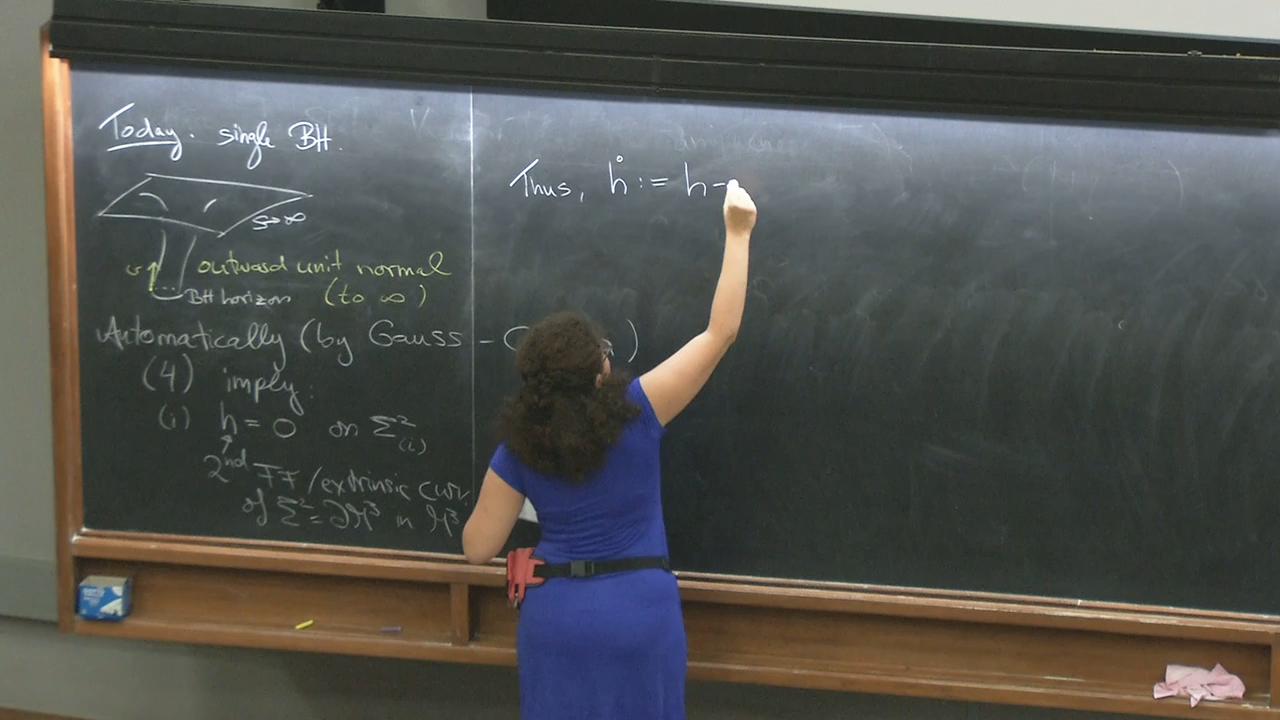 Today. single BH.
S→∞
outward unit normal
BH horizon (to ∞)
Automatically (by Gauss -
(4) imply:
(i) h = 0 on Σ²₍ᵢ₎
2nd FF/extrinsic curv.
of Σ² = ∂M³ in M³
Thus, h̊ := h -